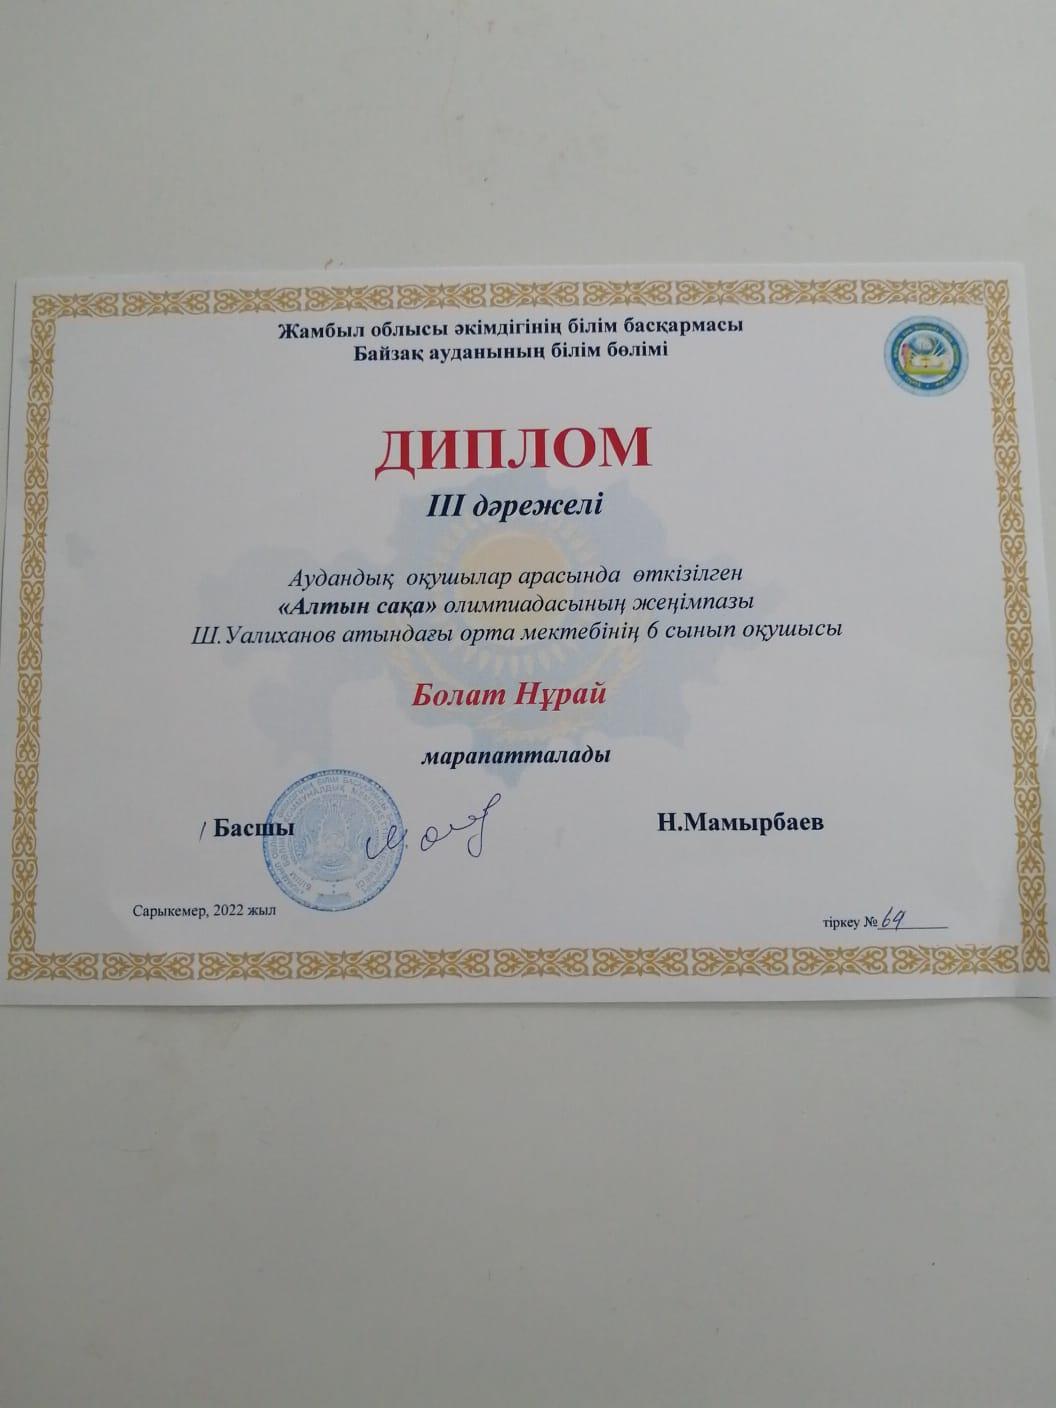 Жамбыл облысы әкімдігінің білім басқармасы
Байзақ ауданының білім бөлімі
ДИПЛОМ
III дәрежелі
Аудандық оқушылар арасында өткізілген
«Алтын сақа» олимпиадасының жеңімпазы
Ш.Уалиханов атындағы орта мектебінің 6 сынып оқушысы
Болат Нұрай
марапатталады
Басшы Н.Мамырбаев
Сарыкемер, 2022 жыл
тіркеу № 69